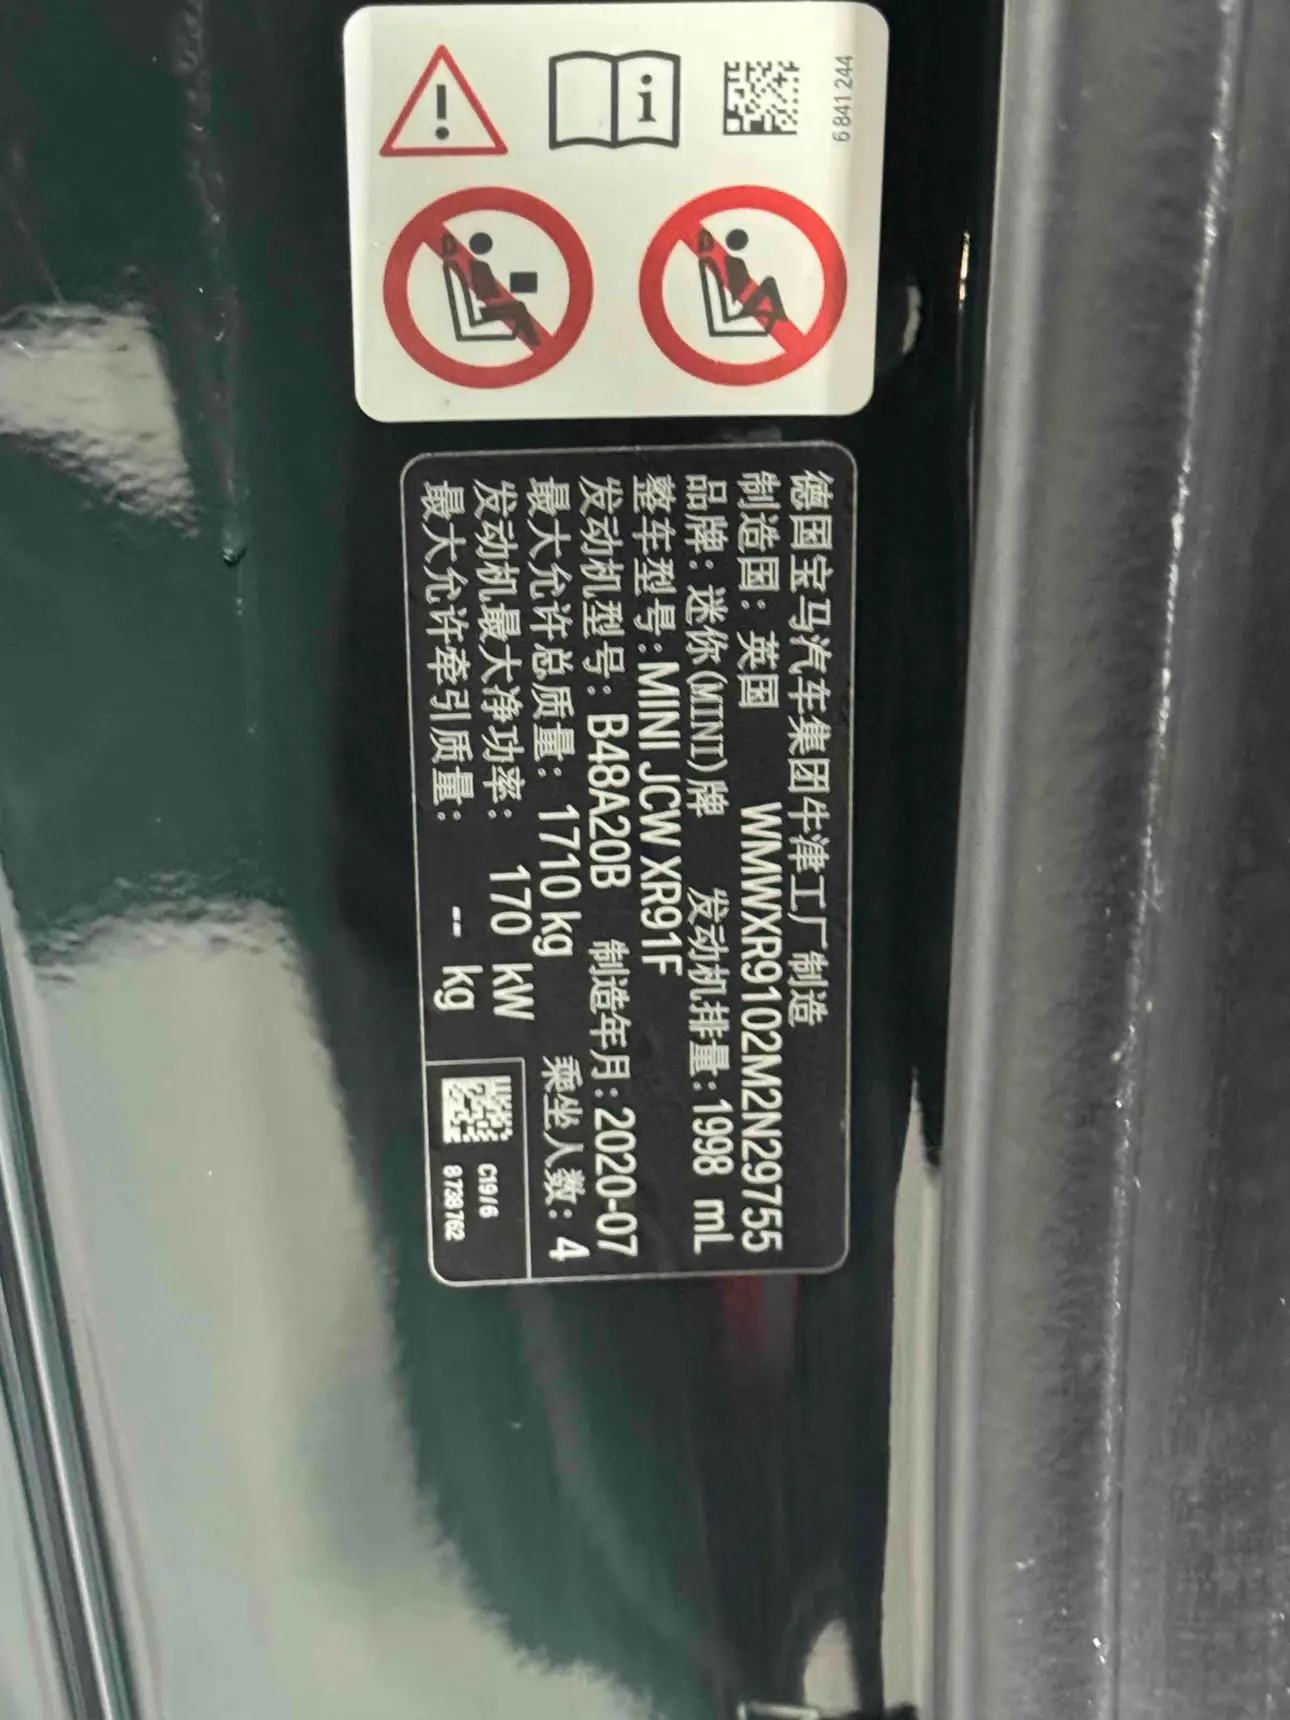 6 841 244
德国宝马汽车集团牛津工厂制造
制造国：英国 WMWXR9102M2N29755
品牌：迷你(MINI)牌 发动机排量：1998 mL
整车型号：MINI JCW XR91F
发动机型号：B48A20B 制造年月：2020-07
最大允许总质量：1710 kg 乘坐人数：4
发动机最大净功率：170 kW
最大允许牵引质量：-- kg
C19/6
8 738 762